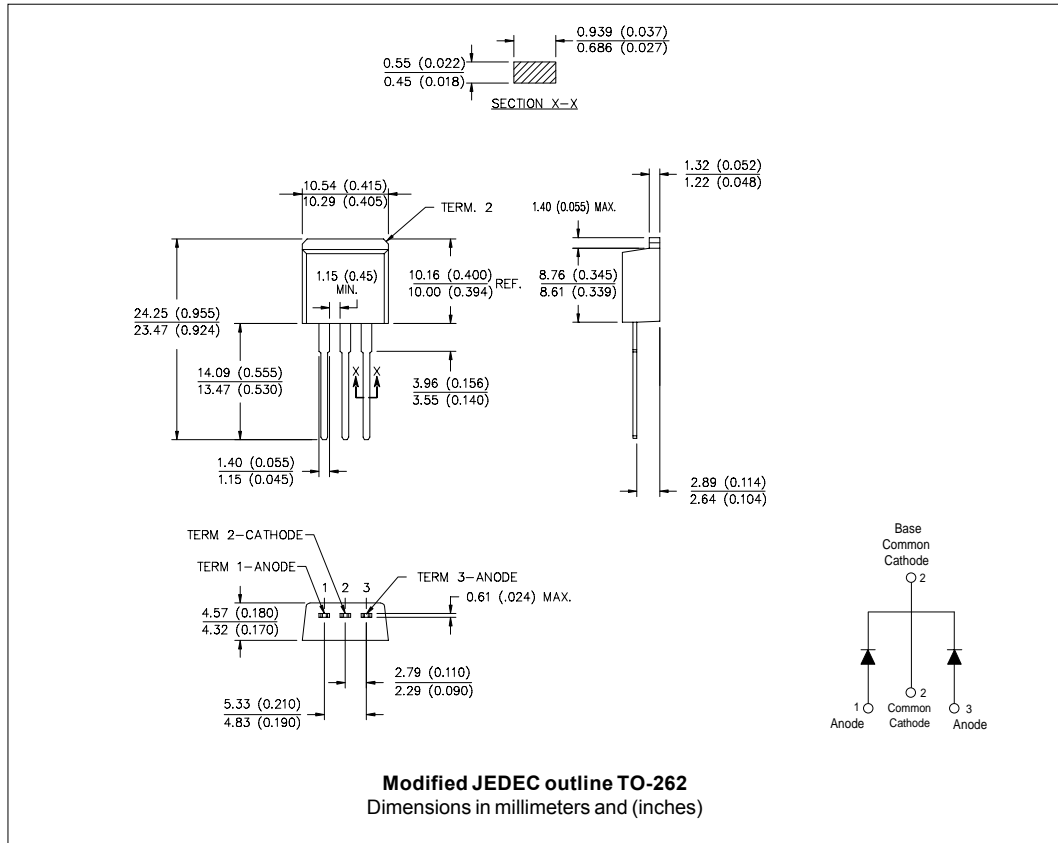 0.939 (0.037)
0.686 (0.027)
0.55 (0.022)
0.45 (0.018)
SECTION X-X
10.54 (0.415)
10.29 (0.405)
TERM. 2
1.32 (0.052)
1.22 (0.048)
1.40 (0.055) MAX.
1.15 (0.45)
MIN.
10.16 (0.400)
10.00 (0.394)
REF.
8.76 (0.345)
8.61 (0.339)
24.25 (0.955)
23.47 (0.924)
14.09 (0.555)
13.47 (0.530)
X X
3.96 (0.156)
3.55 (0.140)
1.40 (0.055)
1.15 (0.045)
2.89 (0.114)
2.64 (0.104)
TERM 2-CATHODE
TERM 1-ANODE
TERM 3-ANODE
1 2 3
0.61 (.024) MAX.
4.57 (0.180)
4.32 (0.170)
2.79 (0.110)
2.29 (0.090)
5.33 (0.210)
4.83 (0.190)
Base
Common
Cathode
2
1
Anode
2
Common
Cathode
3
Anode
Modified JEDEC outline TO-262
Dimensions in millimeters and (inches)